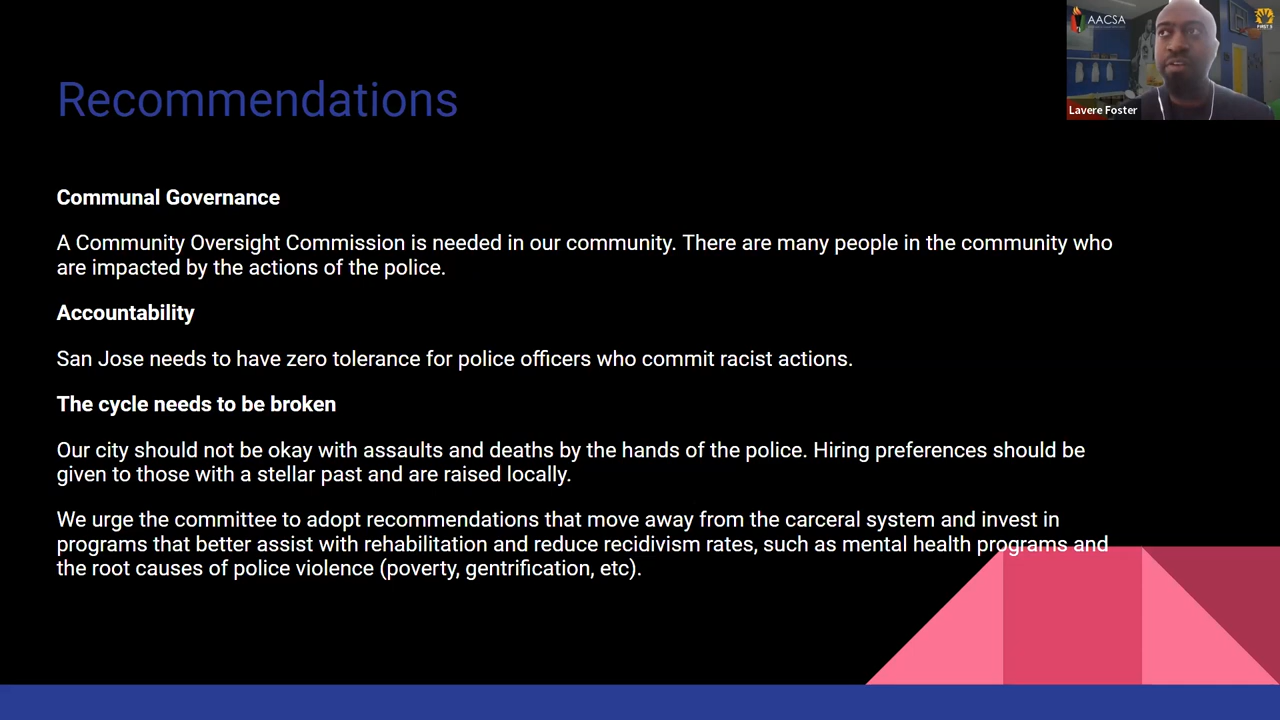 AACSA
FIRST 5
Lavere Foster
Recommendations
Communal Governance
A Community Oversight Commission is needed in our community. There are many people in the community who
are impacted by the actions of the police.
Accountability
San Jose needs to have zero tolerance for police officers who commit racist actions.
The cycle needs to be broken
Our city should not be okay with assaults and deaths by the hands of the police. Hiring preferences should be
given to those with a stellar past and are raised locally.
We urge the committee to adopt recommendations that move away from the carceral system and invest in
programs that better assist with rehabilitation and reduce recidivism rates, such as mental health programs and
the root causes of police violence (poverty, gentrification, etc).